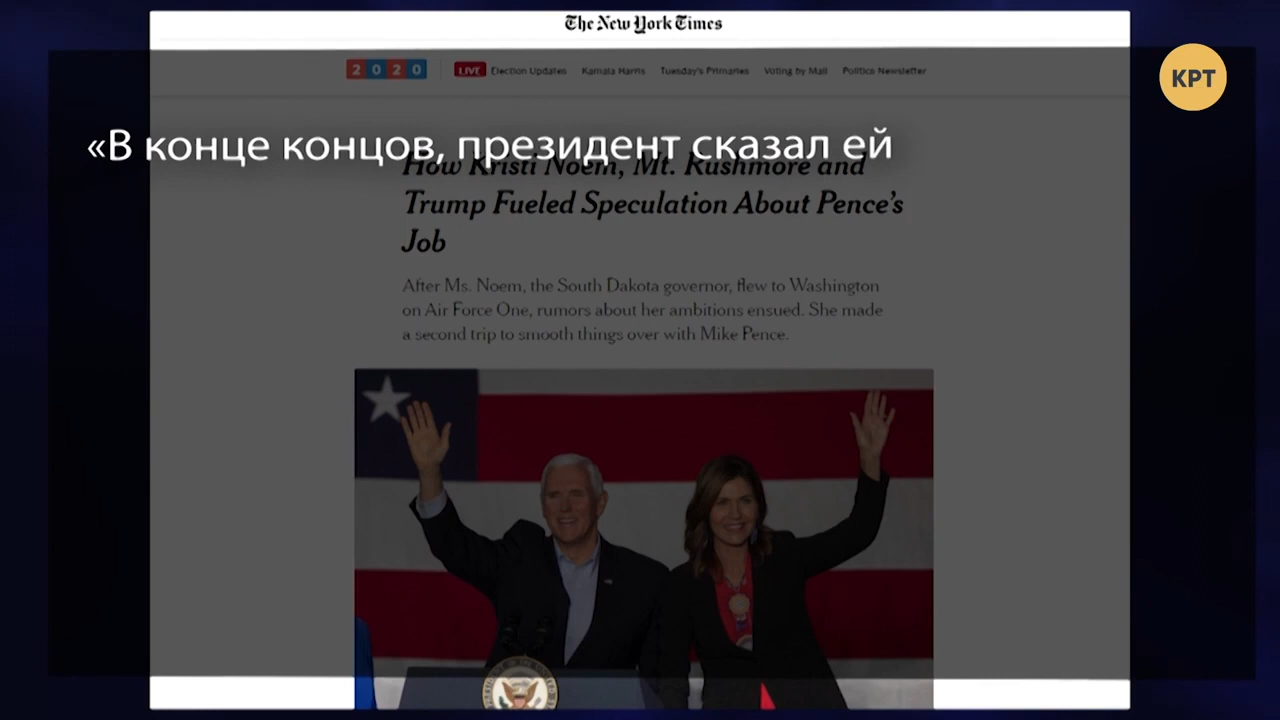 The New York Times
2020 LIVE Election Updates Kamala Harris Tuesday's Primaries Voting by Mail Politics Newsletter
КРТ
«В конце концов, президент сказал ей
How Kristi Noem, Mt. Rushmore and
Trump Fueled Speculation About Pence's
Job
After Ms. Noem, the South Dakota governor, flew to Washington
on Air Force One, rumors about her ambitions ensued. She made
a second trip to smooth things over with Mike Pence.